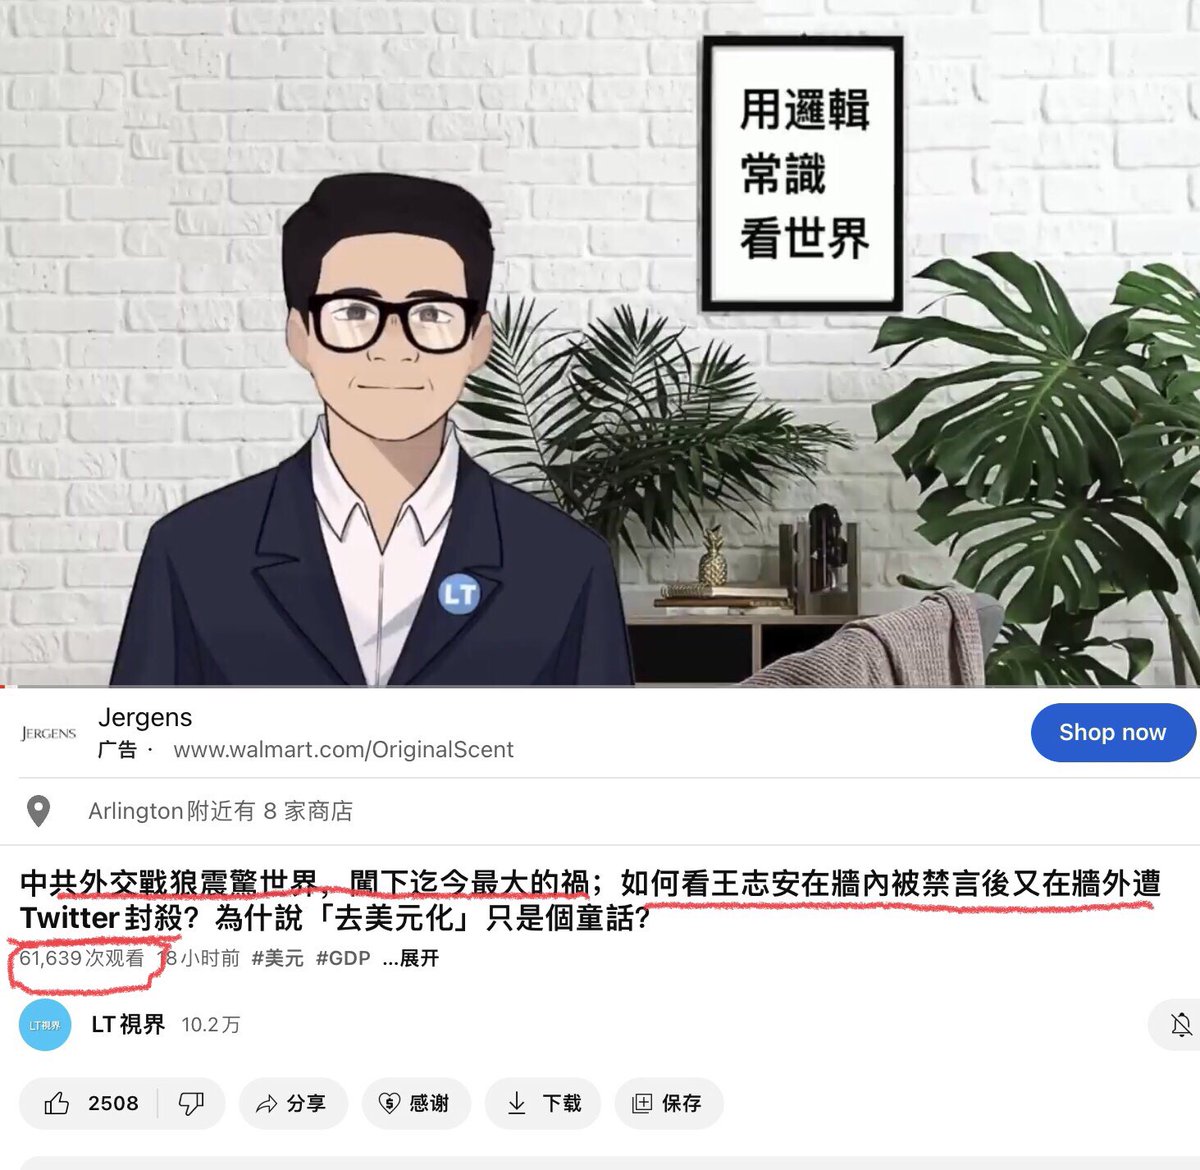 用邏輯
常識
看世界
LT
JERGENS
Jergens
广告 · www.walmart.com/OriginalScent
Shop now
Arlington附近有 8 家商店
中共外交戰狼震驚世界，闖下迄今最大的禍；如何看王志安在牆內被禁言後又在牆外遭
Twitter封殺？為什說「去美元化」只是個童話？
61,639次观看 18小时前 #美元 #GDP ...展开
LT視界
LT視界 10.2万
2508
分享
感谢
下载
保存